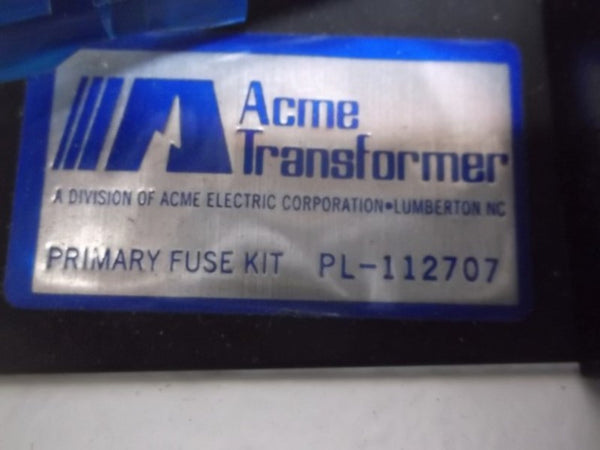 Acme
Transformer
A DIVISION OF ACME ELECTRIC CORPORATION•LUMBERTON NC
PRIMARY FUSE KIT PL-112707